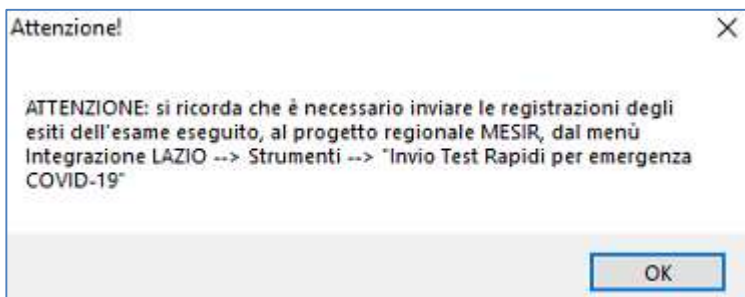 Attenzione!
ATTENZIONE: si ricorda che è necessario inviare le registrazioni degli
esiti dell'esame eseguito, al progetto regionale MESIR, dal menù
Integrazione LAZIO --> Strumenti --> "Invio Test Rapidi per emergenza
COVID-19"
OK